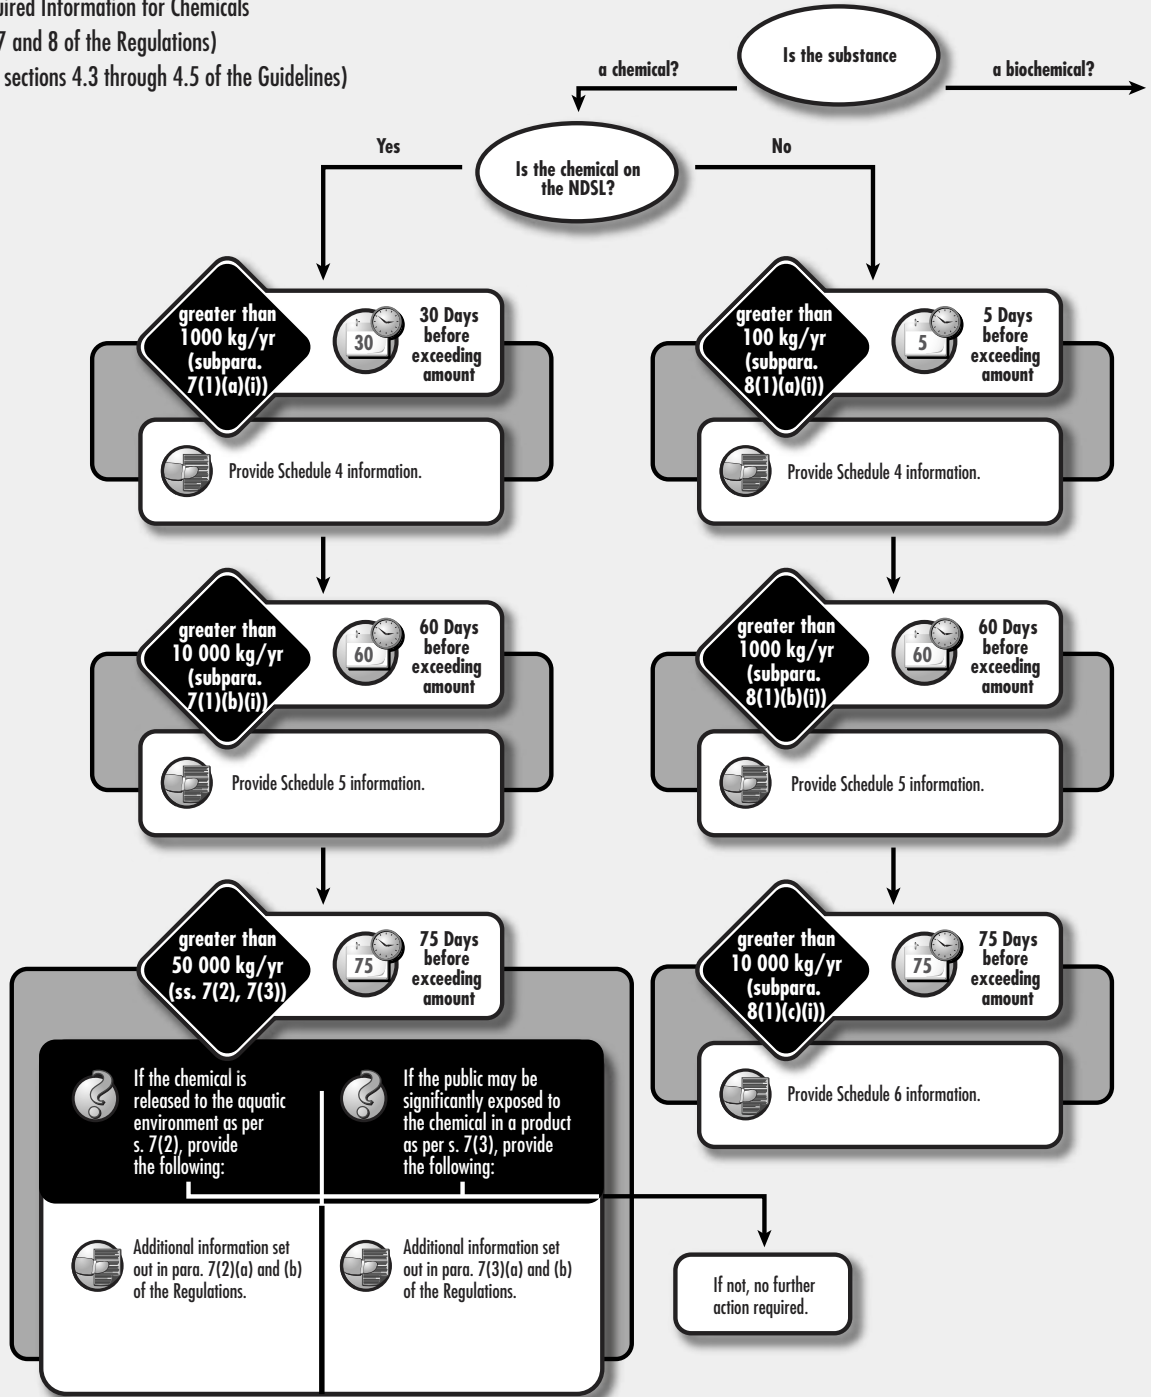 uired Information for Chemicals
7 and 8 of the Regulations)
sections 4.3 through 4.5 of the Guidelines)
Is the substance
a chemical?
a biochemical?
Is the chemical on
the NDSL?
Yes
No
greater than
1000 kg/yr
(subpara.
7(1)(a)(i))
30
30 Days
before
exceeding
amount
Provide Schedule 4 information.
greater than
100 kg/yr
(subpara.
8(1)(a)(i))
5
5 Days
before
exceeding
amount
Provide Schedule 4 information.
greater than
10 000 kg/yr
(subpara.
7(1)(b)(i))
60
60 Days
before
exceeding
amount
Provide Schedule 5 information.
greater than
1000 kg/yr
(subpara.
8(1)(b)(i))
60
60 Days
before
exceeding
amount
Provide Schedule 5 information.
greater than
50 000 kg/yr
(ss. 7(2), 7(3))
75
75 Days
before
exceeding
amount
greater than
10 000 kg/yr
(subpara.
8(1)(c)(i))
75
75 Days
before
exceeding
amount
Provide Schedule 6 information.
If the chemical is
released to the aquatic
environment as per
s. 7(2), provide
the following:
If the public may be
significantly exposed to
the chemical in a product
as per s. 7(3), provide
the following:
Additional information set
out in para. 7(2)(a) and (b)
of the Regulations.
Additional information set
out in para. 7(3)(a) and (b)
of the Regulations.
If not, no further
action required.